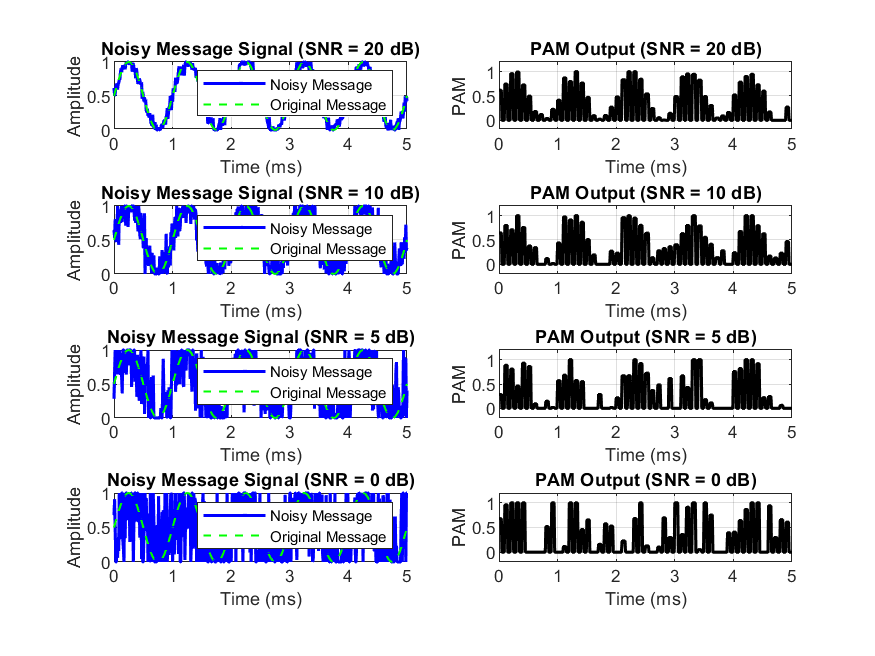 Noisy Message Signal (SNR = 20 dB)
Amplitude
1
0.5
0
Noisy Message
Original Message
0 1 2 3 4 5
Time (ms)
PAM Output (SNR = 20 dB)
PAM
1
0.5
0
0 1 2 3 4 5
Time (ms)
Noisy Message Signal (SNR = 10 dB)
Amplitude
1
0.5
0
Noisy Message
Original Message
0 1 2 3 4 5
Time (ms)
PAM Output (SNR = 10 dB)
PAM
1
0.5
0
0 1 2 3 4 5
Time (ms)
Noisy Message Signal (SNR = 5 dB)
Amplitude
1
0.5
0
Noisy Message
Original Message
0 1 2 3 4 5
Time (ms)
PAM Output (SNR = 5 dB)
PAM
1
0.5
0
0 1 2 3 4 5
Time (ms)
Noisy Message Signal (SNR = 0 dB)
Amplitude
1
0.5
0
Noisy Message
Original Message
0 1 2 3 4 5
Time (ms)
PAM Output (SNR = 0 dB)
PAM
1
0.5
0
0 1 2 3 4 5
Time (ms)